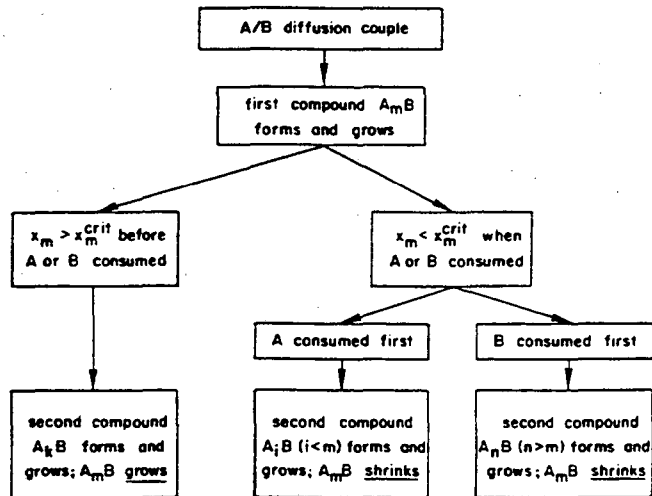 A/B diffusion couple
first compound AₘB
forms and grows
xₘ > xₘᶜʳⁱᵗ before
A or B consumed
xₘ < xₘᶜʳⁱᵗ when
A or B consumed
A consumed first
B consumed first
second compound
AₖB forms and
grows; AₘB grows
second compound
AᵢB (i<m) forms and
grows; AₘB shrinks
second compound
AₙB (n>m) forms and
grows; AₘB shrinks